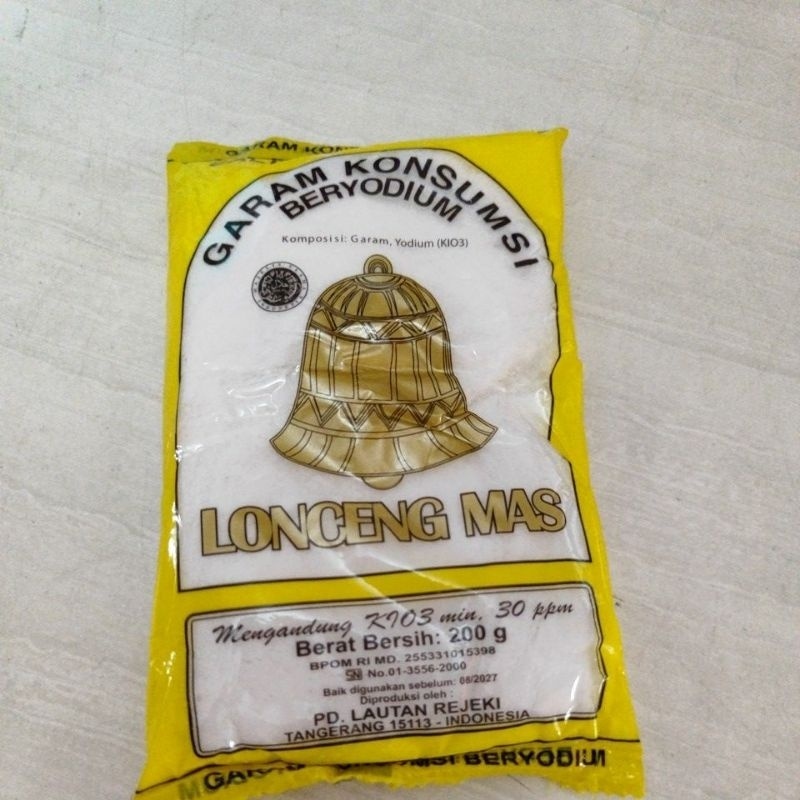 GARAM KONSUMSI
BERYODIUM
Komposisi: Garam, Yodium (KIO3)
LONCENG MAS
Mengandung KIO3 min, 30 ppm
Berat Bersih: 200 g
BPOM RI MD. 255331015398
SNI No.01-3556-2000
Baik digunakan sebelum: 08/2027
Diproduksi oleh :
PD. LAUTAN REJEKI
TANGERANG 15113 - INDONESIA
KONSUMSI BERYODIUM